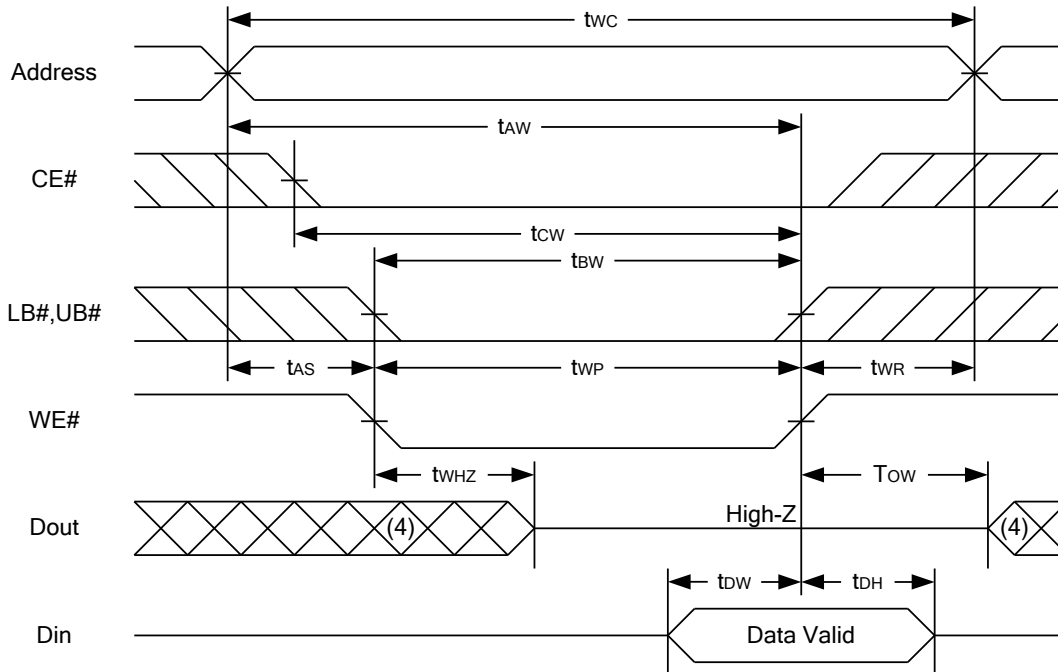 tWC
Address
tAW
CE#
tCW
tBW
LB#,UB#
tAS
tWP
tWR
WE#
tWHZ
TOW
Dout
(4)
High-Z
(4)
tDW
tDH
Din
Data Valid